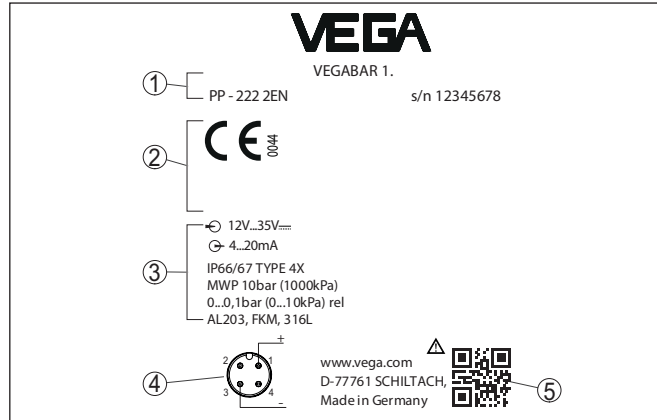 VEGA
VEGABAR 1.
① PP - 222 2EN s/n 12345678
② CE 0044
③ 12V...35V
4...20mA
IP66/67 TYPE 4X
MWP 10bar (1000kPa)
0...0,1bar (0...10kPa) rel
AL203, FKM, 316L
④ 2 1 +
3 4 -
www.vega.com
D-77761 SCHILTACH,
Made in Germany ⑤